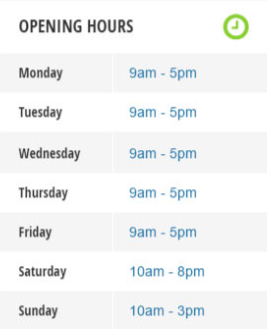 OPENING HOURS
Monday 9am - 5pm
Tuesday 9am - 5pm
Wednesday 9am - 5pm
Thursday 9am - 5pm
Friday 9am - 5pm
Saturday 10am - 8pm
Sunday 10am - 3pm